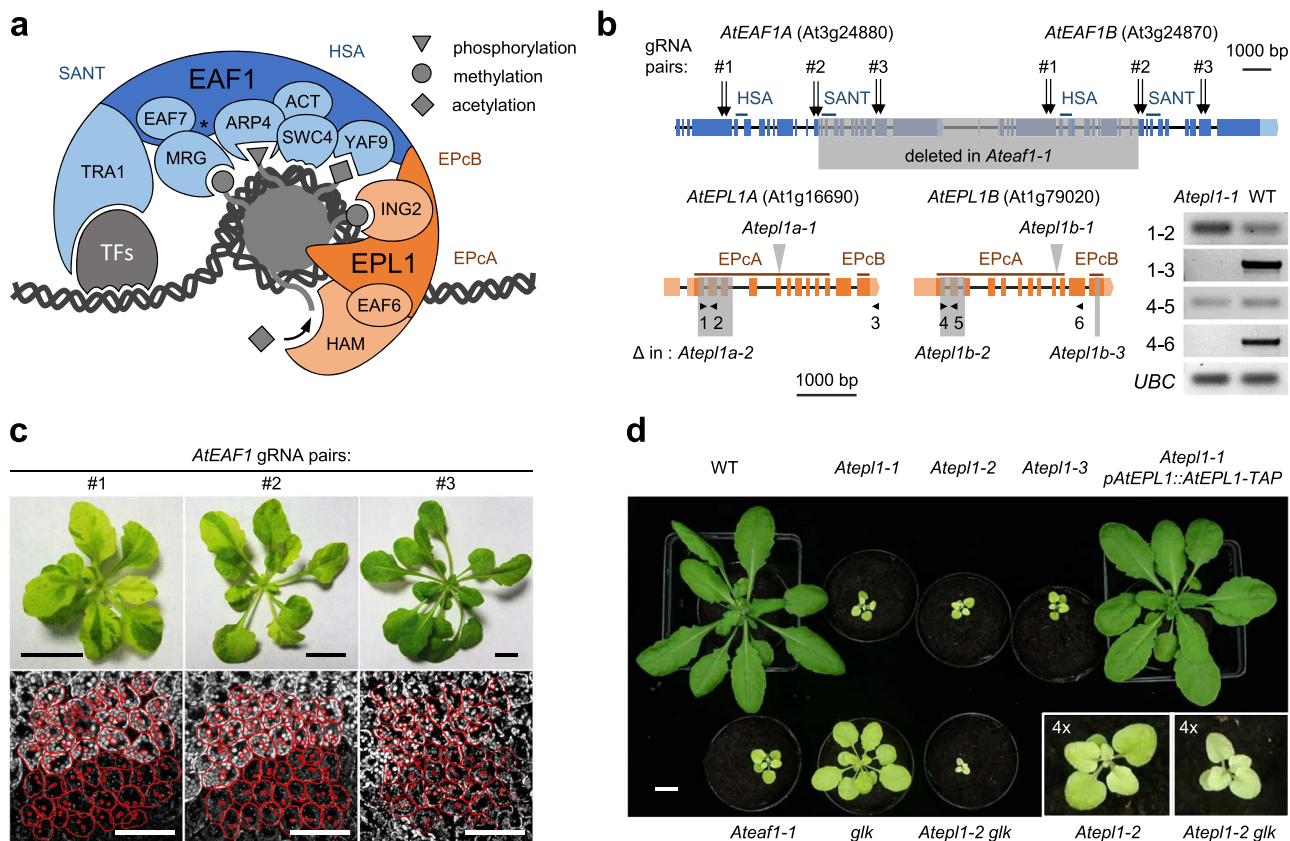 a
SANT
HSA
EAF1
EAF7
*
ARP4
ACT
SWC4
YAF9
MRG
TRA1
TFs
EPcB
ING2
EPL1
EPcA
EAF6
HAM
phosphorylation
methylation
acetylation
b
AtEAF1A (At3g24880)
AtEAF1B (At3g24870)
gRNA
pairs:
#1 #2 #3 #1 #2 #3
1000 bp
HSA SANT HSA SANT
deleted in Ateaf1-1
AtEPL1A (At1g16690)
AtEPL1B (At1g79020)
Atepl1a-1
Atepl1b-1
EPcA EPcB EPcA EPcB
1 2 3 4 5 6
Δ in : Atepl1a-2
Atepl1b-2
Atepl1b-3
1000 bp
Atepl1-1 WT
1-2
1-3
4-5
4-6
UBC
c
AtEAF1 gRNA pairs:
#1 #2 #3
d
WT
Atepl1-1
Atepl1-2
Atepl1-3
Atepl1-1
pAtEPL1::AtEPL1-TAP
4x
4x
Ateaf1-1
glk
Atepl1-2 glk
Atepl1-2
Atepl1-2 glk